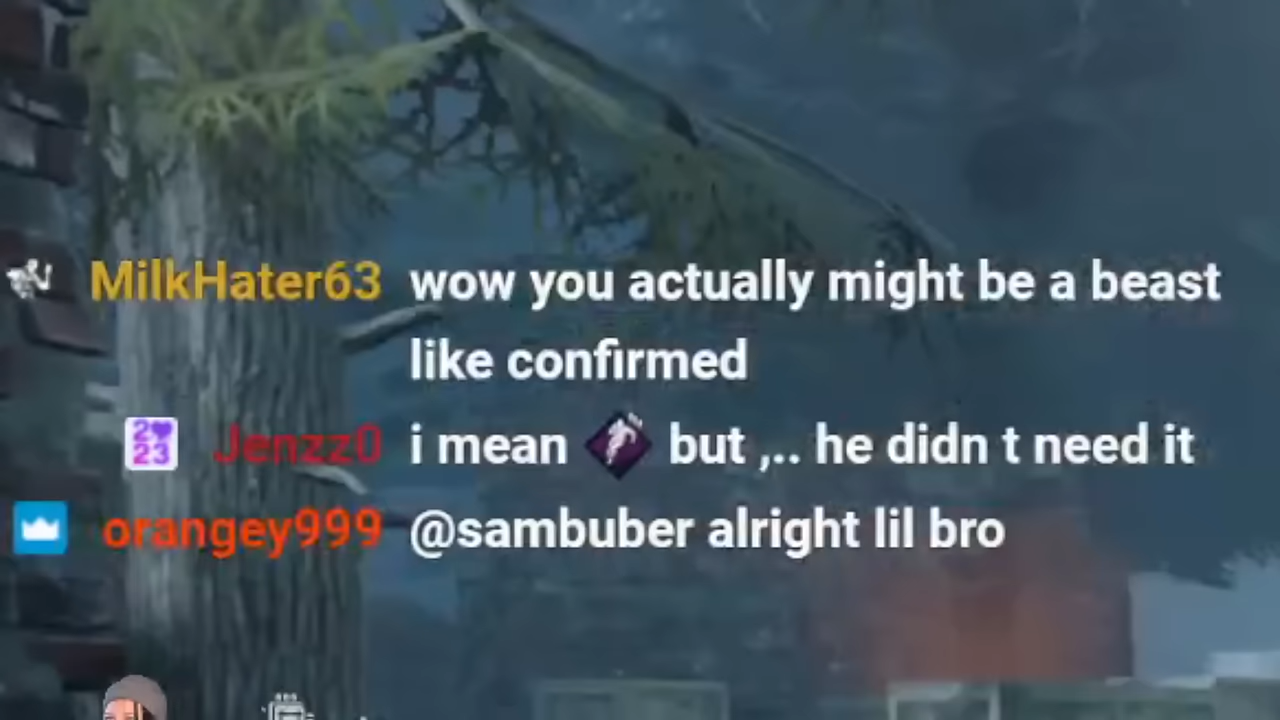 MilkHater63 wow you actually might be a beast
like confirmed
2023 Jenzz0 i mean but ,.. he didn t need it
orangey999 @sambuber alright lil bro